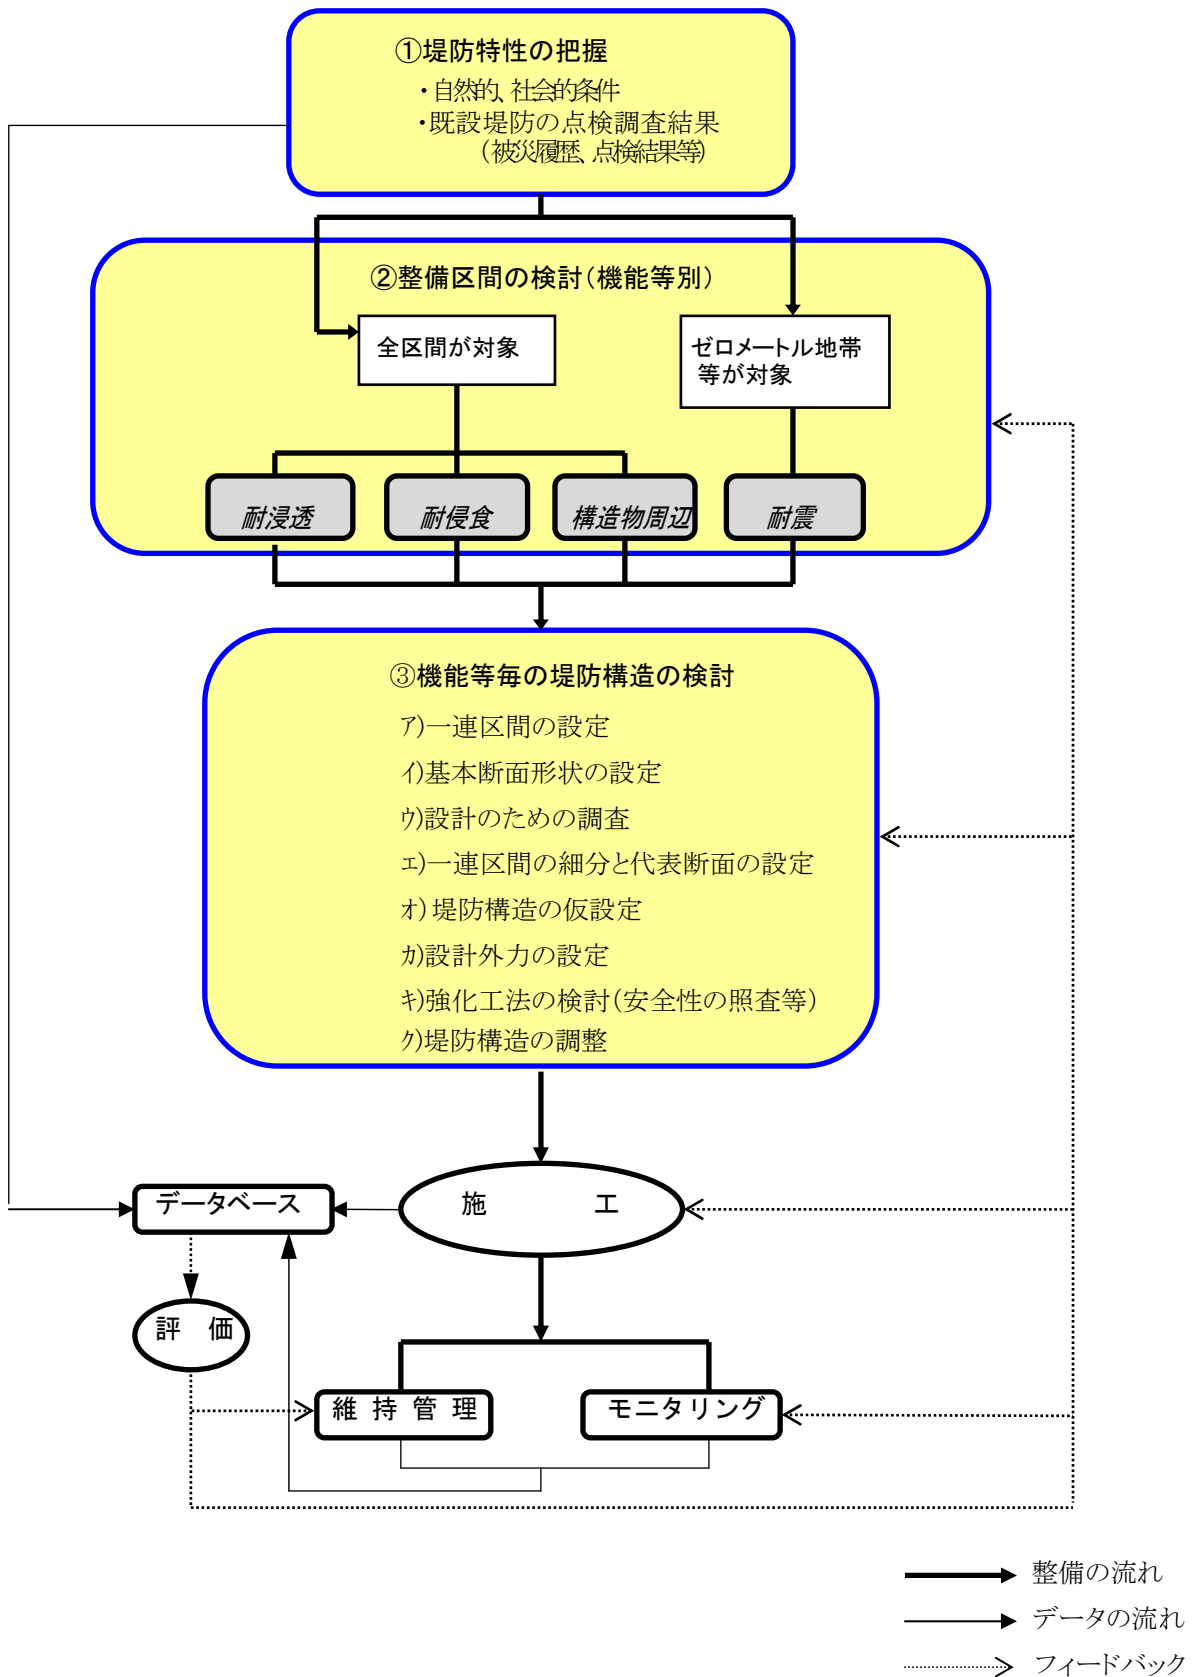 ①堤防特性の把握
・自然的、社会的条件
・既設堤防の点検調査結果
（被災履歴、点検結果等）
②整備区間の検討（機能等別）
全区間が対象
ゼロメートル地帯
等が対象
耐浸透
耐侵食
構造物周辺
耐震
③機能等毎の堤防構造の検討
ｱ)一連区間の設定
ｲ)基本断面形状の設定
ｳ)設計のための調査
ｴ)一連区間の細分と代表断面の設定
ｵ)堤防構造の仮設定
ｶ)設計外力の設定
ｷ)強化工法の検討（安全性の照査等）
ｸ)堤防構造の調整
データベース
施　工
評　価
維 持 管 理
モニタリング
整備の流れ
データの流れ
フィードバック